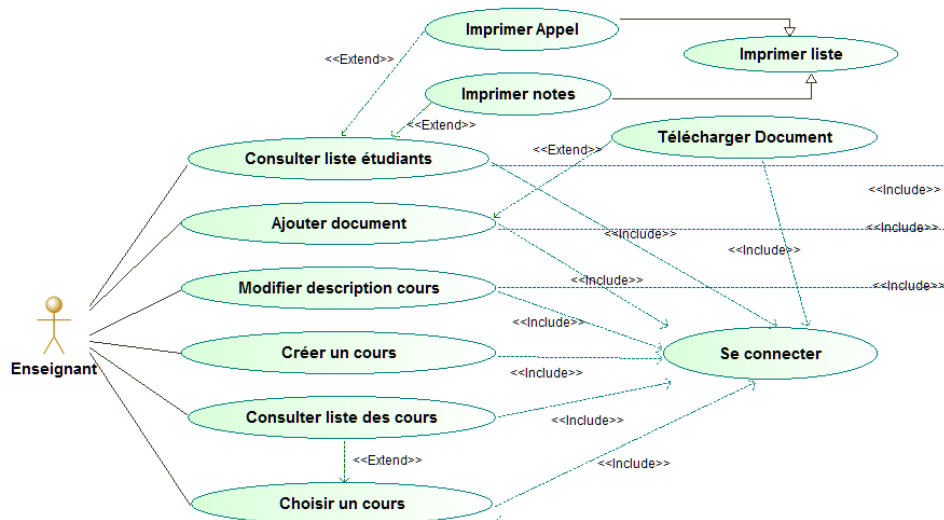 Imprimer Appel
Imprimer liste
<<Extend>>
Imprimer notes
<<Extend>>
Télécharger Document
<<Extend>>
Consulter liste étudiants
<<Include>>
Ajouter document
<<Include>>
<<Include>>
<<Include>>
Modifier description cours
<<Include>>
<<Include>>
<<Include>>
Créer un cours
Se connecter
Enseignant
<<Include>>
Consulter liste des cours
<<Include>>
<<Extend>>
<<Include>>
Choisir un cours